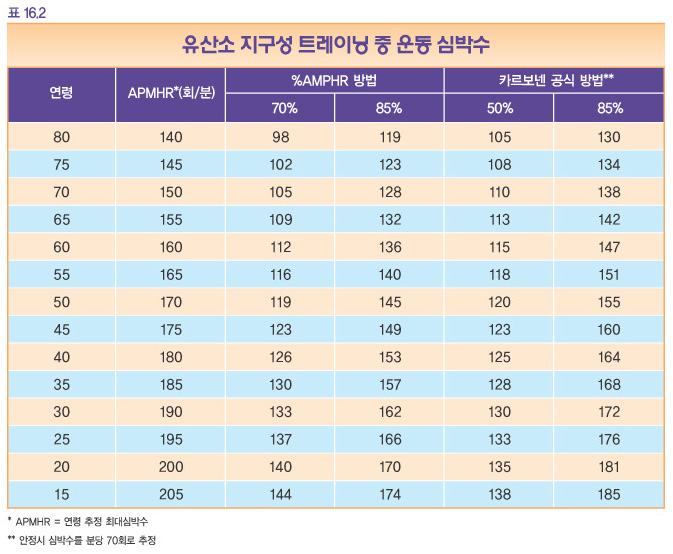 표 16.2
유산소 지구성 트레이닝 중 운동 심박수
연령 APMHR*(회/분) %AMPHR 방법 카르보넨 공식 방법**
70% 85% 50% 85%
80 140 98 119 105 130
75 145 102 123 108 134
70 150 105 128 110 138
65 155 109 132 113 142
60 160 112 136 115 147
55 165 116 140 118 151
50 170 119 145 120 155
45 175 123 149 123 160
40 180 126 153 125 164
35 185 130 157 128 168
30 190 133 162 130 172
25 195 137 166 133 176
20 200 140 170 135 181
15 205 144 174 138 185
* APMHR = 연령 추정 최대심박수
** 안정시 심박수를 분당 70회로 추정